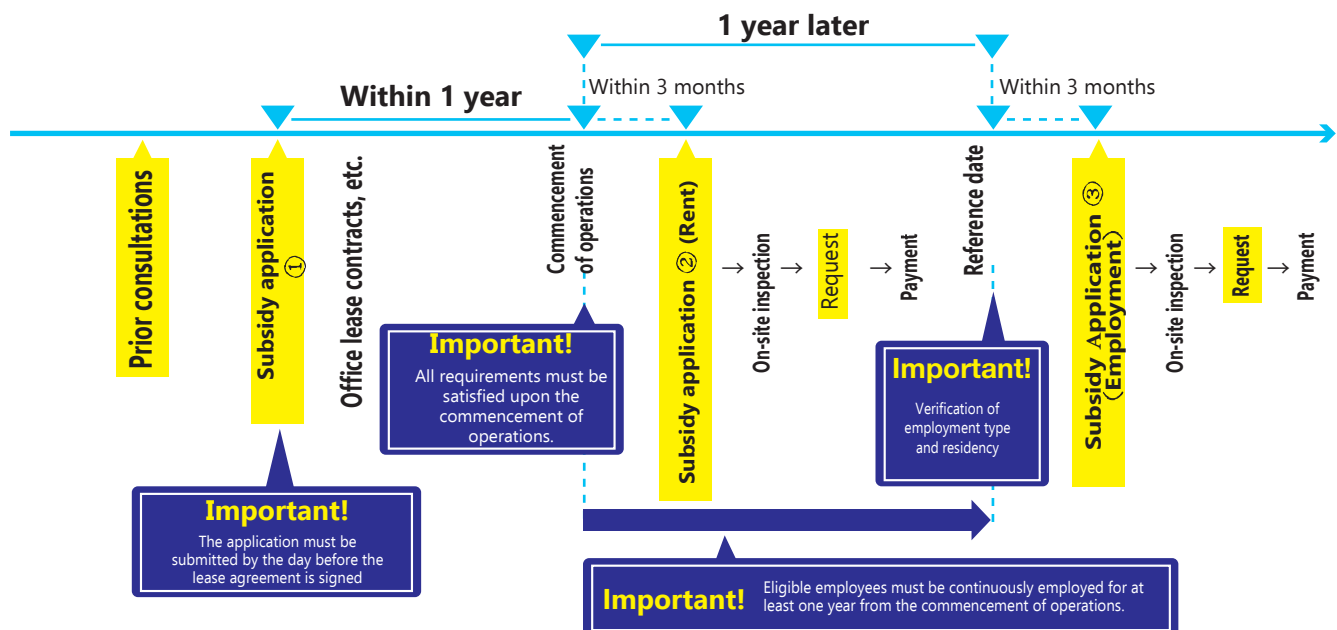 1 year later
Within 1 year
Within 3 months
Within 3 months
Prior consultations
Subsidy application
①
Office lease contracts, etc.
Commencement
of operations
Subsidy application ② (Rent)
→
On-site inspection
→
Request
→
Payment
Reference date
Subsidy Application ③
(Employment)
→
On-site inspection
→
Request
→
Payment
Important!
All requirements must be
satisfied upon the
commencement of
operations.
Important!
Verification of
employment type
and residency
Important!
The application must be
submitted by the day before the
lease agreement is signed
Important!
Eligible employees must be continuously employed for at
least one year from the commencement of operations.